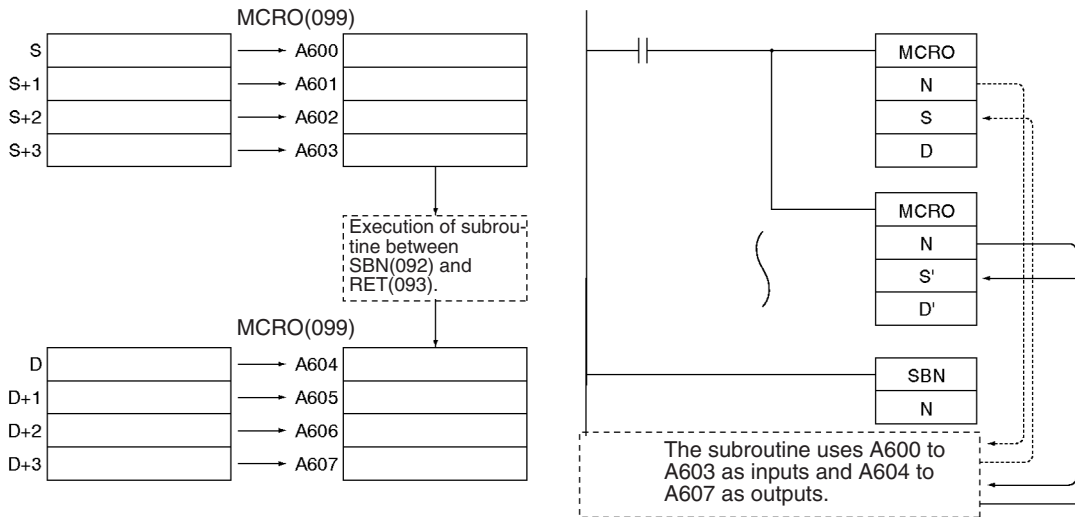 MCRO(099)
S
A600
S+1
A601
S+2
A602
S+3
A603
Execution of subrou-
tine between
SBN(092) and
RET(093).
MCRO(099)
D
A604
D+1
A605
D+2
A606
D+3
A607
MCRO
N
S
D
MCRO
N
S'
D'
SBN
N
The subroutine uses A600 to
A603 as inputs and A604 to
A607 as outputs.